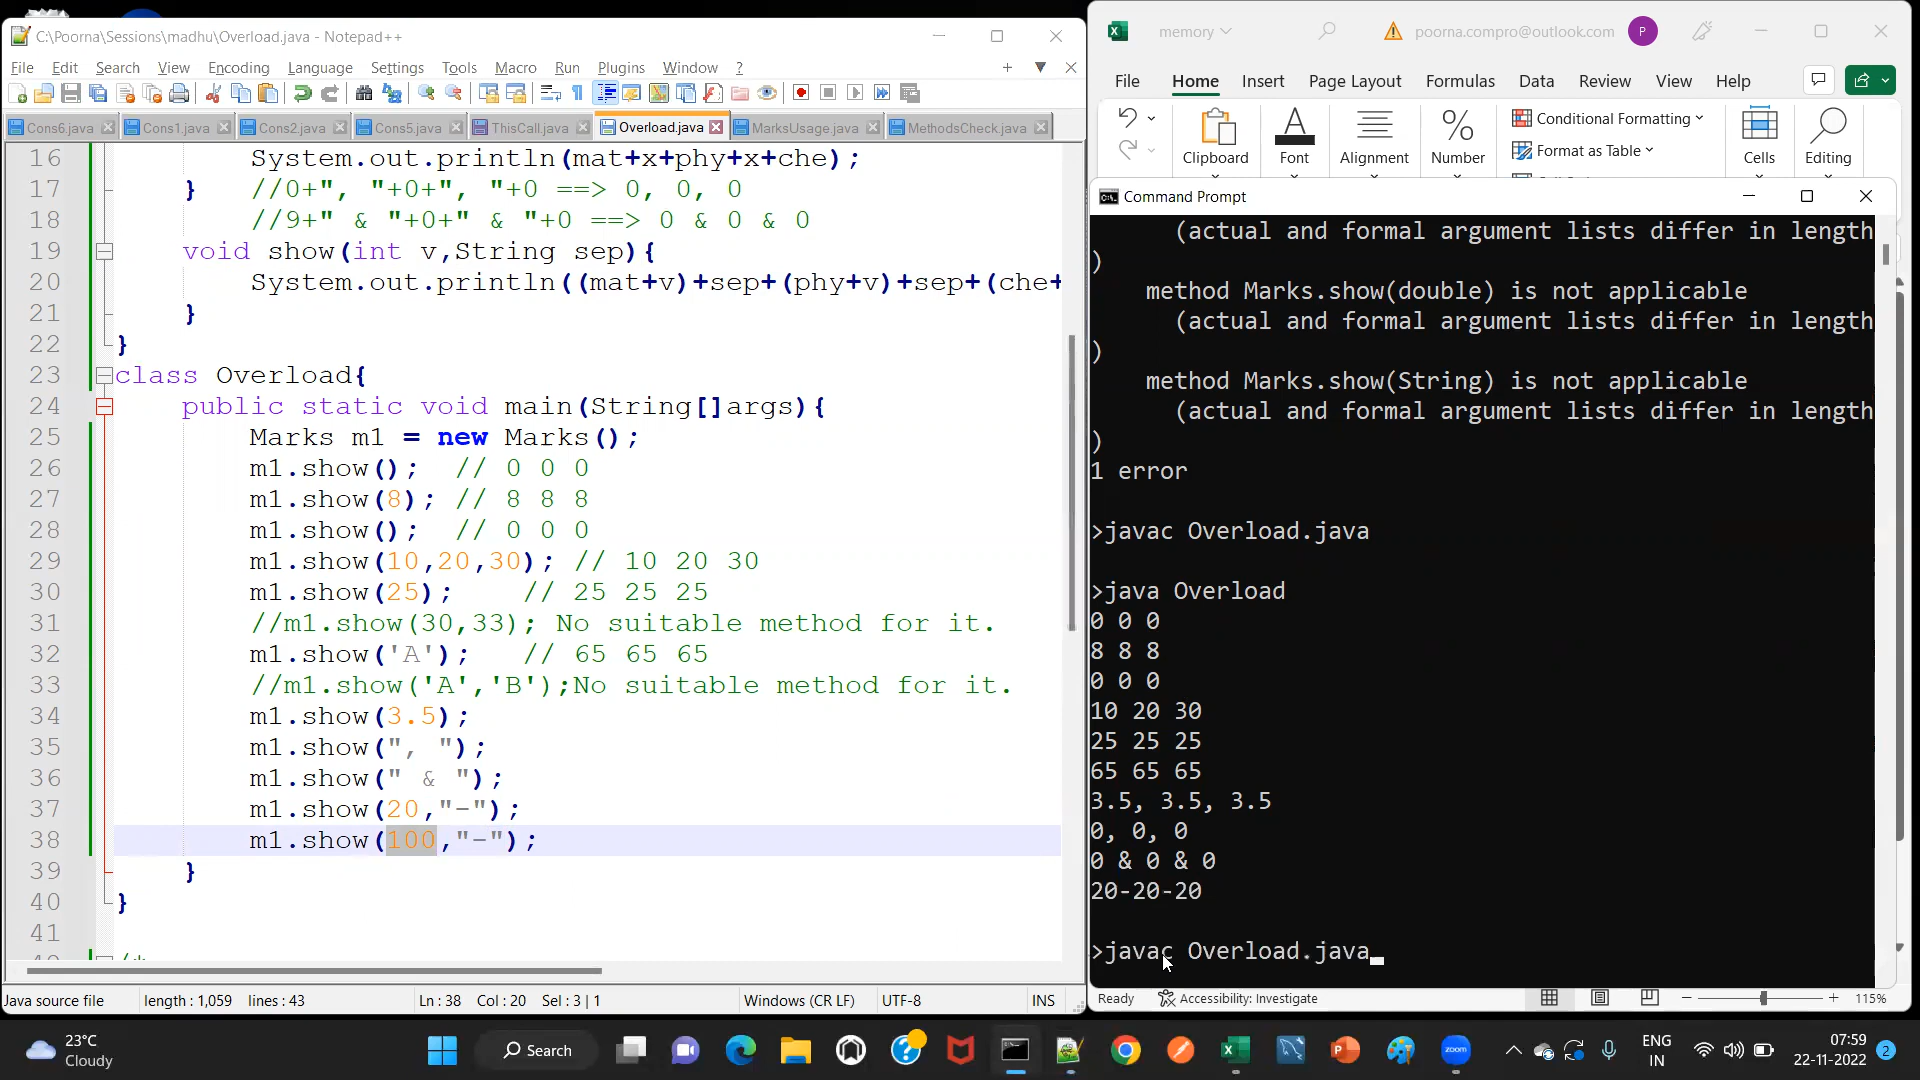 C:\Poorna\Sessions\madhu\Overload.java - Notepad++
File Edit Search View Encoding Language Settings Tools Macro Run Plugins Window ?
Cons6.java Cons1.java Cons2.java Cons5.java ThisCall.java Overload.java MarksUsage.java MethodsCheck.java
16 System.out.println(mat+x+phy+x+che);
17 } //0+", "+0+", "+0 ==> 0, 0, 0
18 //9+" & "+0+" & "+0 ==> 0 & 0 & 0
19 void show(int v,String sep){
20 System.out.println((mat+v)+sep+(phy+v)+sep+(che+
21 }
22 }
23 class Overload{
24 public static void main(String[]args){
25 Marks m1 = new Marks();
26 m1.show(); // 0 0 0
27 m1.show(8); // 8 8 8
28 m1.show(); // 0 0 0
29 m1.show(10,20,30); // 10 20 30
30 m1.show(25); // 25 25 25
31 //m1.show(30,33); No suitable method for it.
32 m1.show('A'); // 65 65 65
33 //m1.show('A','B');No suitable method for it.
34 m1.show(3.5);
35 m1.show(", ");
36 m1.show(" & ");
37 m1.show(20,"-");
38 m1.show(100,"-");
39 }
40 }
41
Java source file length : 1,059 lines : 43 Ln : 38 Col : 20 Sel : 3 | 1 Windows (CR LF) UTF-8 INS
memory poorna.compro@outlook.com P
File Home Insert Page Layout Formulas Data Review View Help
Clipboard Font Alignment Number Conditional Formatting Format as Table Cells Editing
Command Prompt
(actual and formal argument lists differ in length
)
method Marks.show(double) is not applicable
(actual and formal argument lists differ in length
)
method Marks.show(String) is not applicable
(actual and formal argument lists differ in length
)
1 error
>javac Overload.java
>java Overload
0 0 0
8 8 8
0 0 0
10 20 30
25 25 25
65 65 65
3.5, 3.5, 3.5
0, 0, 0
0 & 0 & 0
20-20-20
>javac Overload.java
Ready Accessibility: Investigate 115%
23°C
Cloudy
Search
zoom
ENG
IN
07:59
22-11-2022
2